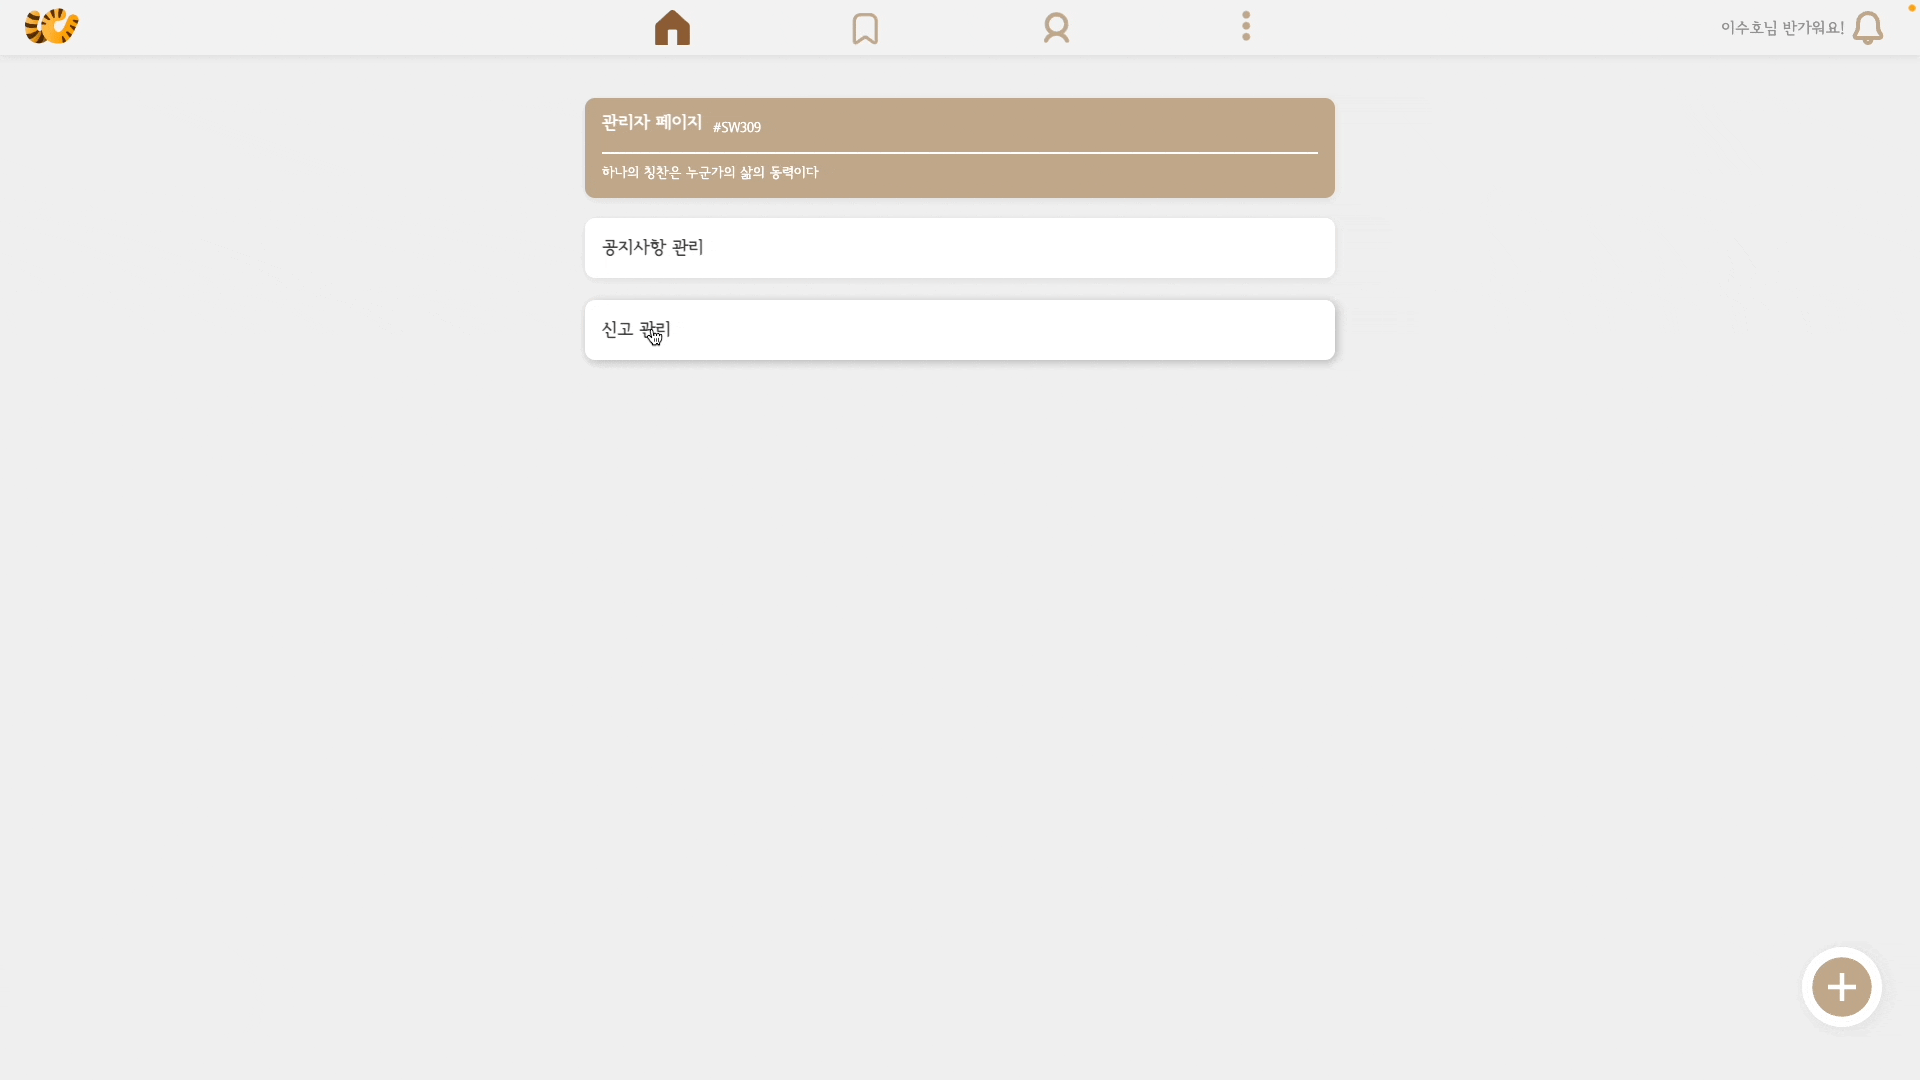 이수호님 반가워요!
관리자 페이지 #SW309
하나의 칭찬은 누군가의 삶의 동력이다
공지사항 관리
신고 관리